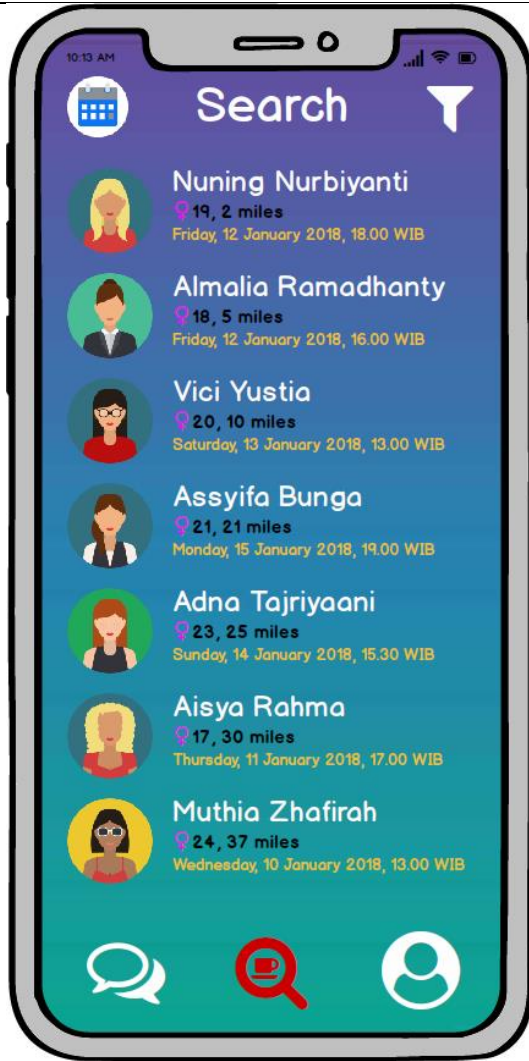 10:13 AM
Search
Nuning Nurbiyanti
19, 2 miles
Friday, 12 January 2018, 18.00 WIB
Almalia Ramadhanty
18, 5 miles
Friday, 12 January 2018, 16.00 WIB
Vici Yustia
20, 10 miles
Saturday, 13 January 2018, 13.00 WIB
Assyifa Bunga
21, 21 miles
Monday, 15 January 2018, 19.00 WIB
Adna Tajriyaani
23, 25 miles
Sunday, 14 January 2018, 15.30 WIB
Aisya Rahma
17, 30 miles
Thursday, 11 January 2018, 17.00 WIB
Muthia Zhafirah
24, 37 miles
Wednesday, 10 January 2018, 13.00 WIB